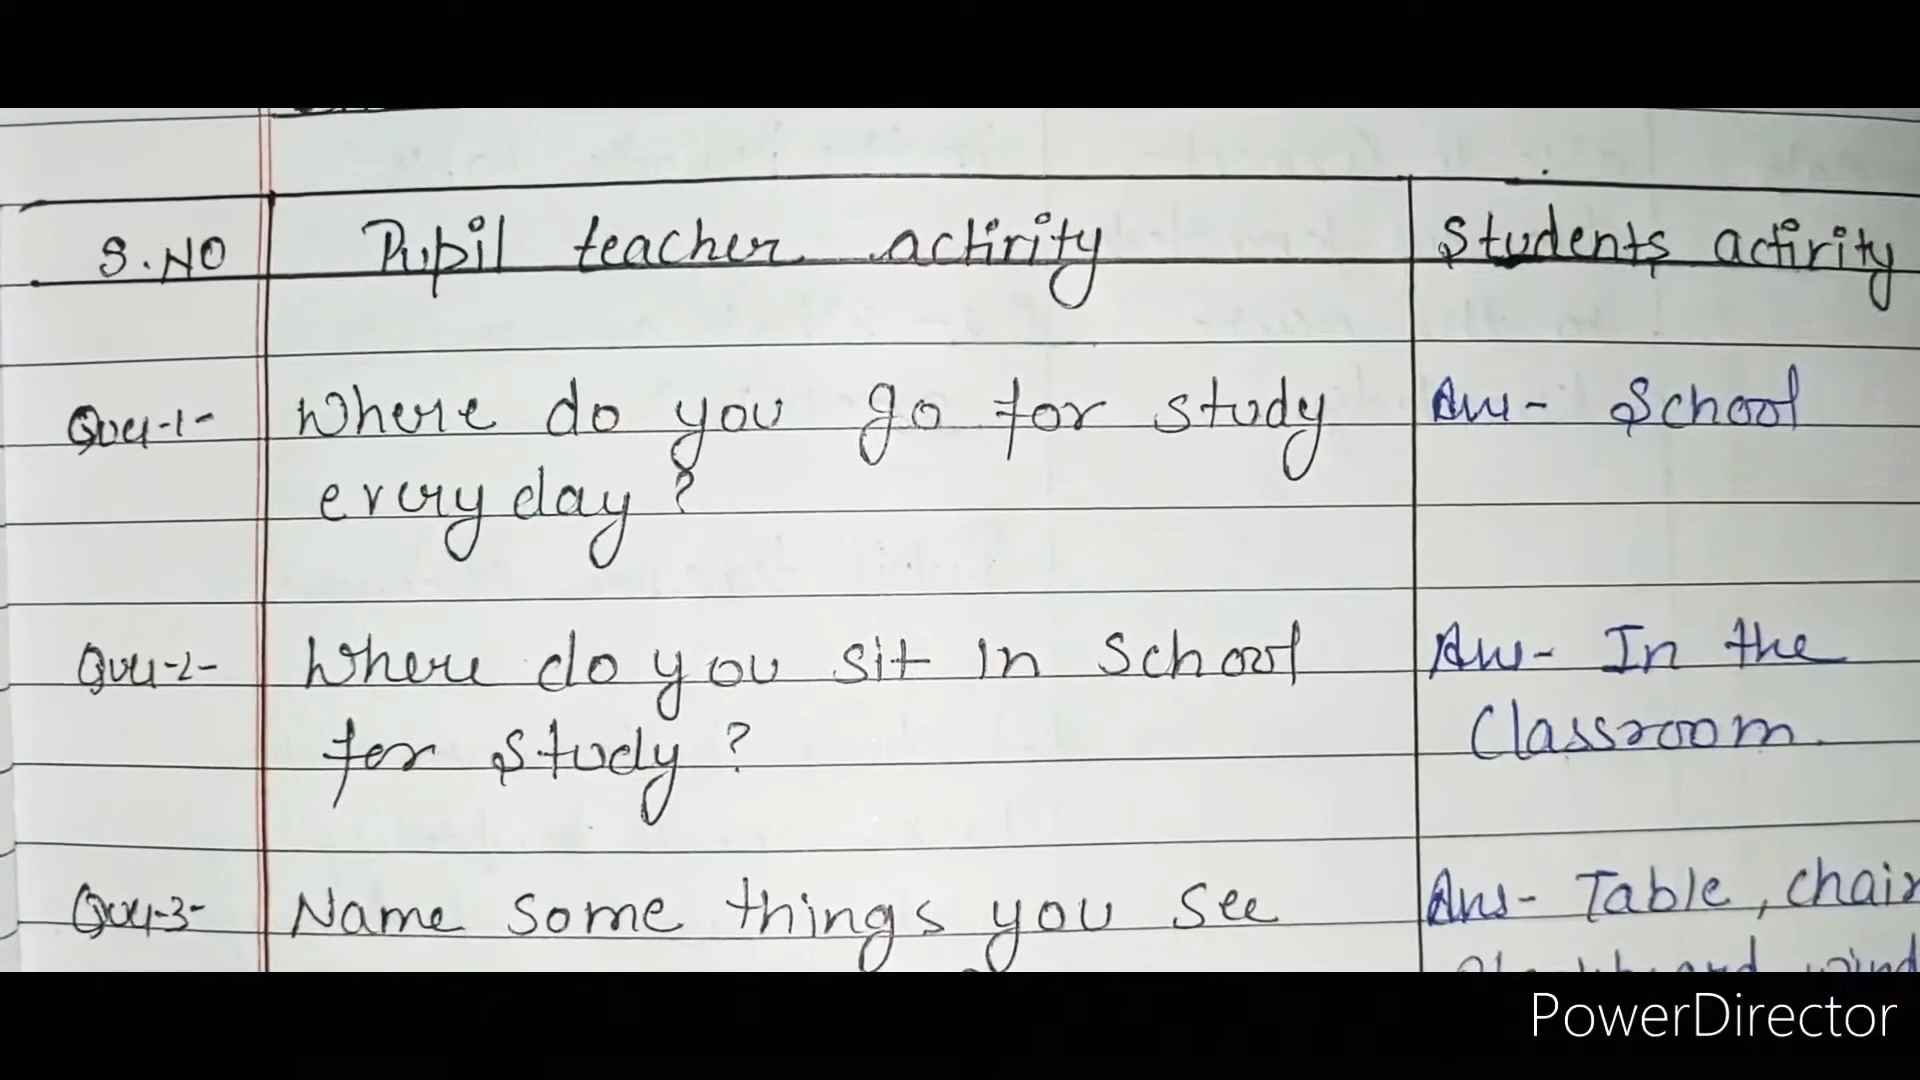 S.NO Pupil teacher activity Students activity
Que-1- Where do you go for study Ans- School
every day ?
Que-2- Where do you sit in School Ans- In the
for study ? Classroom.
Que-3- Name some things you see Ans- Table, chair
PowerDirector